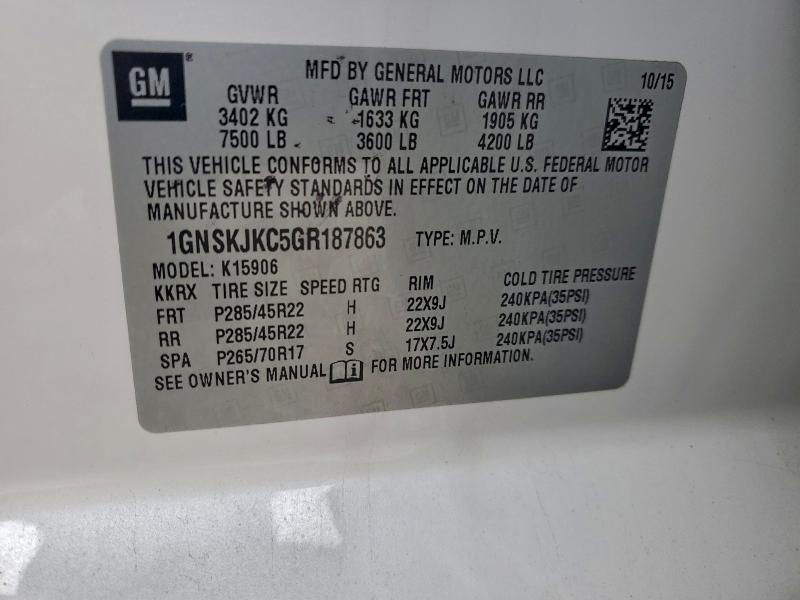 GM® MFD BY GENERAL MOTORS LLC 10/15
GVWR GAWR FRT GAWR RR
3402 KG 1633 KG 1905 KG
7500 LB 3600 LB 4200 LB
THIS VEHICLE CONFORMS TO ALL APPLICABLE U.S. FEDERAL MOTOR
VEHICLE SAFETY STANDARDS IN EFFECT ON THE DATE OF
MANUFACTURE SHOWN ABOVE.
1GNSKJKC5GR187863 TYPE: M.P.V.
MODEL: K15906
KKRX TIRE SIZE SPEED RTG RIM COLD TIRE PRESSURE
FRT P285/45R22 H 22X9J 240KPA(35PSI)
RR P285/45R22 H 22X9J 240KPA(35PSI)
SPA P265/70R17 S 17X7.5J 240KPA(35PSI)
SEE OWNER'S MANUAL FOR MORE INFORMATION.